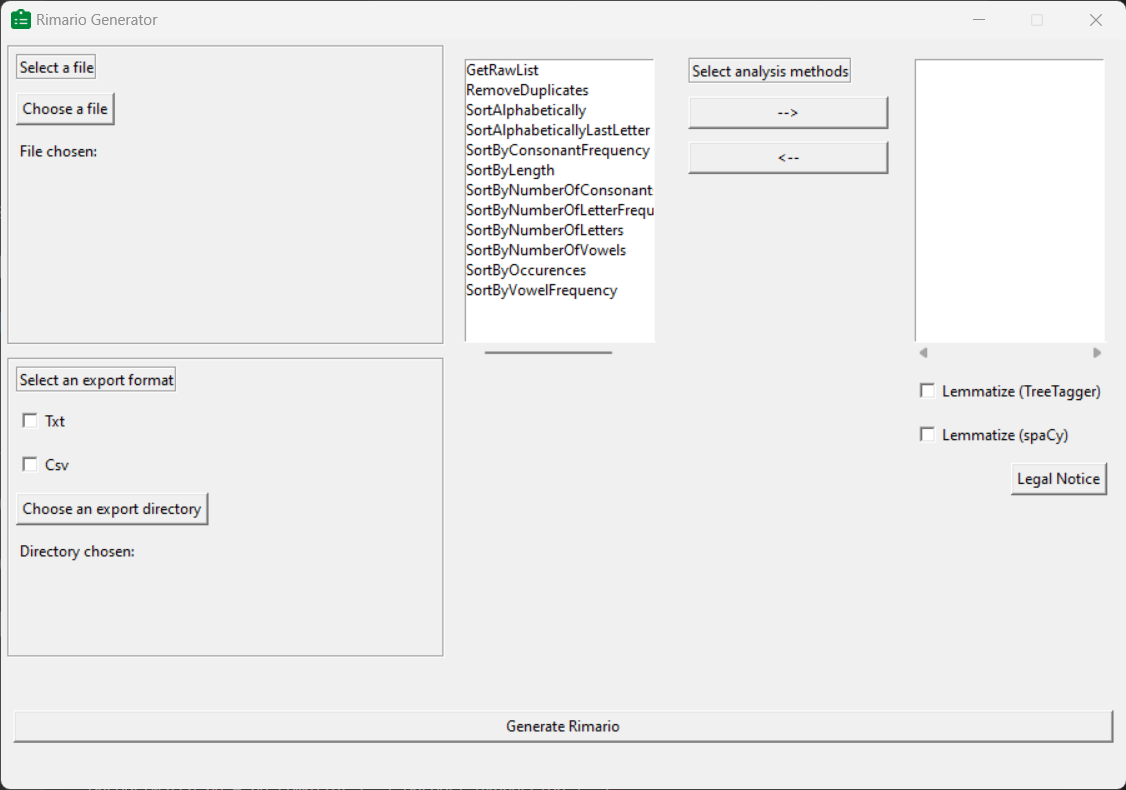 Rimario Generator
Select a file
Choose a file
File chosen:
GetRawList
RemoveDuplicates
SortAlphabetically
SortAlphabeticallyLastLetter
SortByConsonantFrequency
SortByLength
SortByNumberOfConsonant
SortByNumberOfLetterFrequ
SortByNumberOfLetters
SortByNumberOfVowels
SortByOccurences
SortByVowelFrequency
Select analysis methods
-->
<--
Select an export format
Txt
Csv
Choose an export directory
Directory chosen:
Lemmatize (TreeTagger)
Lemmatize (spaCy)
Legal Notice
Generate Rimario